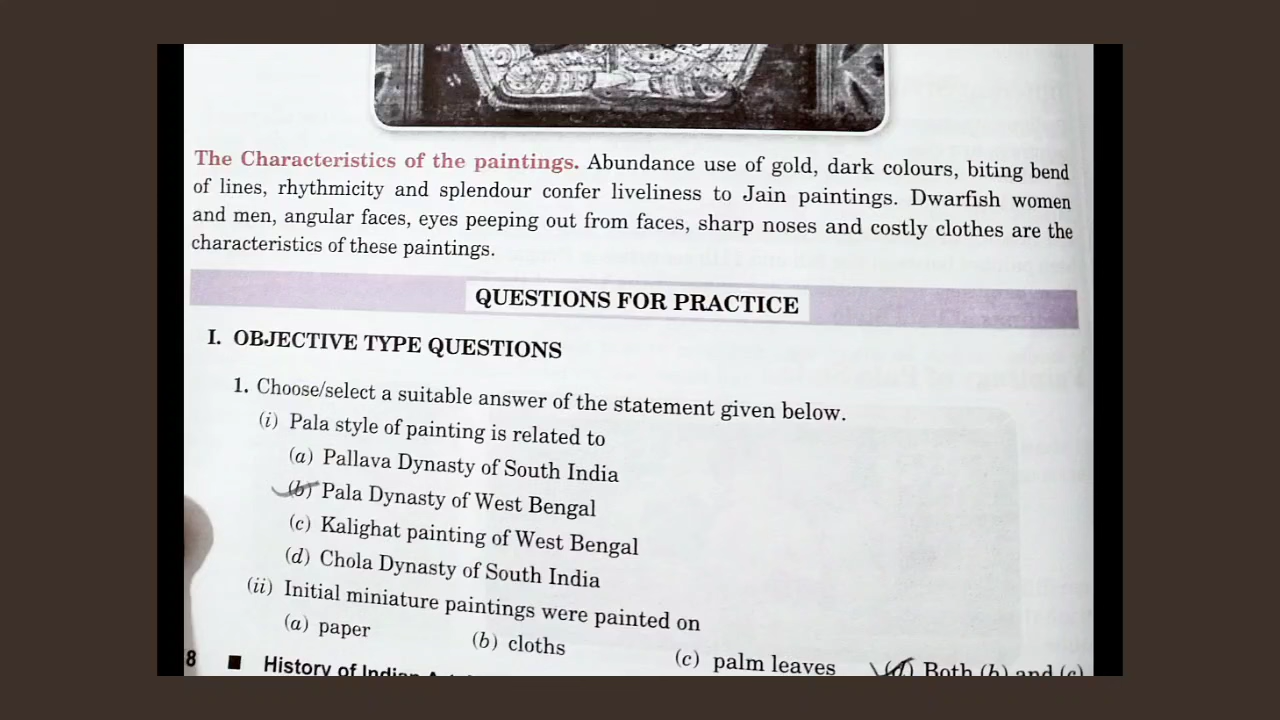 The Characteristics of the paintings. Abundance use of gold, dark colours, biting bend
of lines, rhythmicity and splendour confer liveliness to Jain paintings. Dwarfish women
and men, angular faces, eyes peeping out from faces, sharp noses and costly clothes are the
characteristics of these paintings.
QUESTIONS FOR PRACTICE
I. OBJECTIVE TYPE QUESTIONS
1. Choose/select a suitable answer of the statement given below.
(i) Pala style of painting is related to
(a) Pallava Dynasty of South India
(b) Pala Dynasty of West Bengal
(c) Kalighat painting of West Bengal
(d) Chola Dynasty of South India
(ii) Initial miniature paintings were painted on
(a) paper (b) cloths (c) palm leaves (d) Both (b) and (c)
8 ■ History of Indian